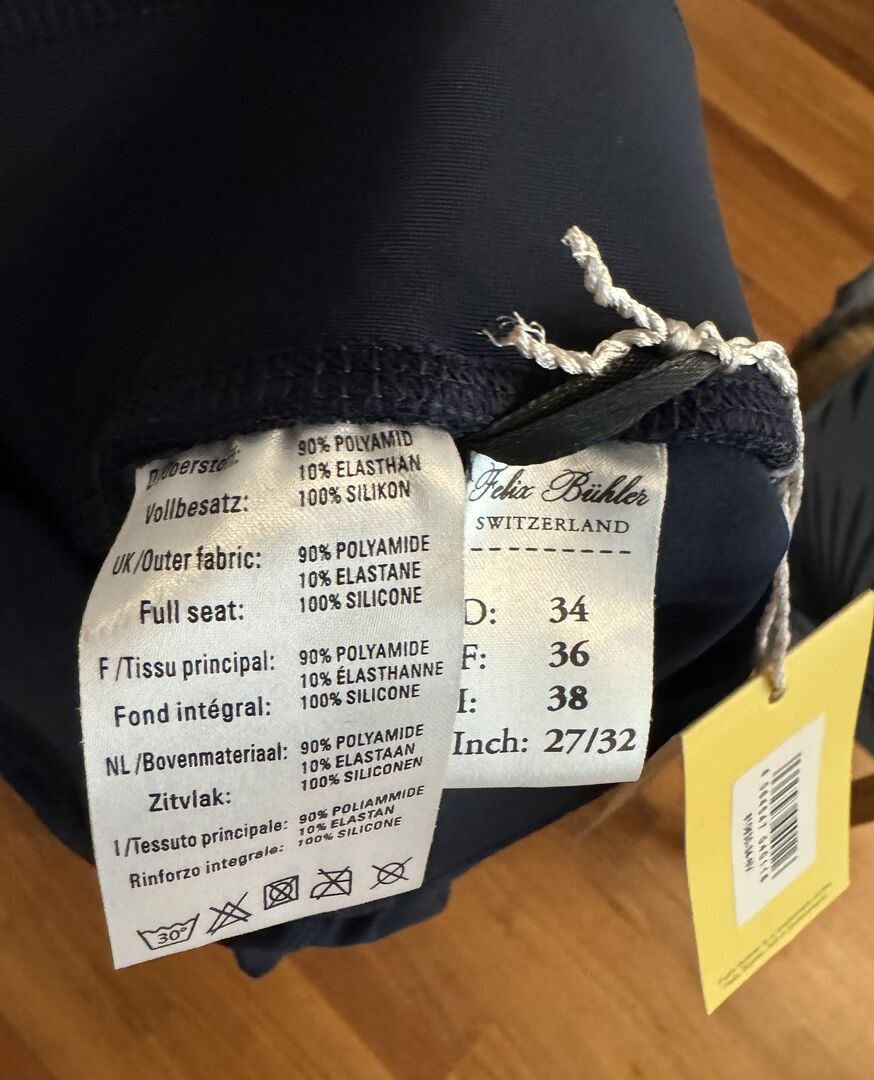 90% POLYAMID
10% ELASTHAN
Vollbesatz: 100% SILIKON
UK/Outer fabric: 90% POLYAMIDE
10% ELASTANE
Full seat: 100% SILICONE
F /Tissu principal: 90% POLYAMIDE
10% ÉLASTHANNE
Fond intégral: 100% SILICONE
NL /Bovenmateriaal: 90% POLYAMIDE
10% ELASTAAN
Zitvlak: 100% SILICONEN
I/Tessuto principale: 90% POLIAMMIDE
10% ELASTAN
Rinforzo integrale: 100% SILICONE
30°
Felix Bühler
SWITZERLAND
D: 34
F: 36
I: 38
Inch: 27/32